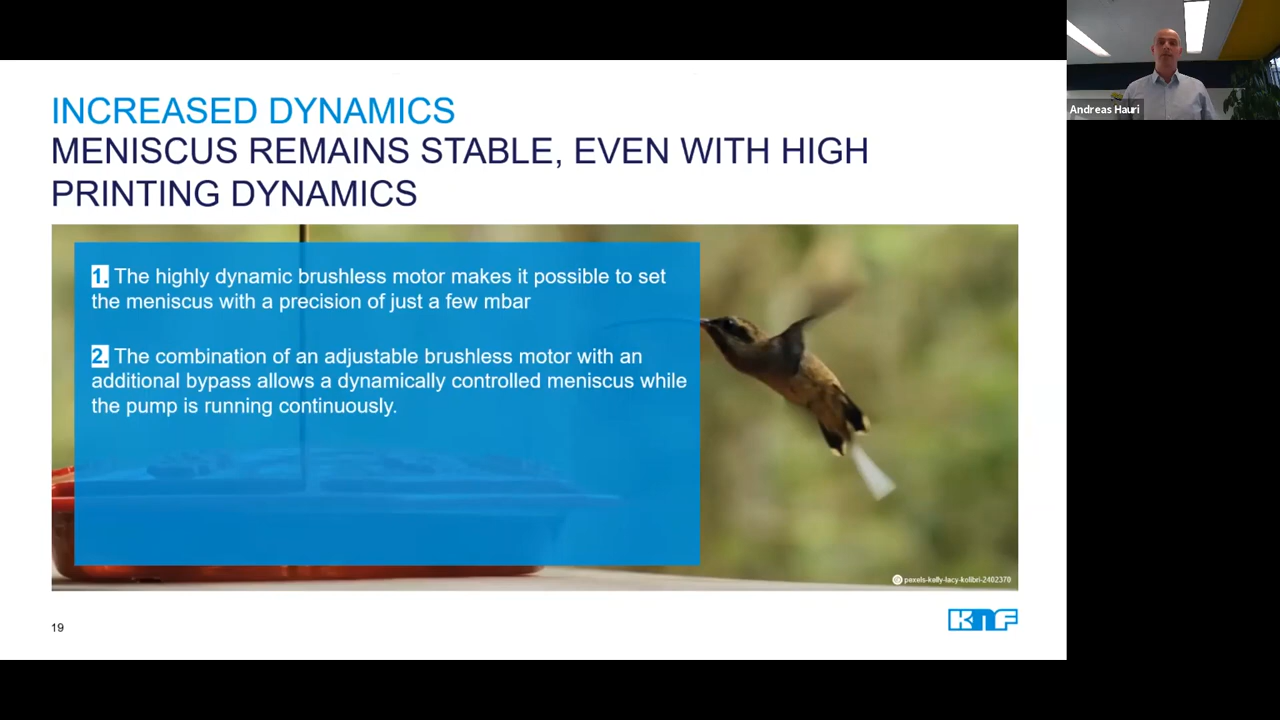 Andreas Hauri
INCREASED DYNAMICS
MENISCUS REMAINS STABLE, EVEN WITH HIGH
PRINTING DYNAMICS
1. The highly dynamic brushless motor makes it possible to set
the meniscus with a precision of just a few mbar
2. The combination of an adjustable brushless motor with an
additional bypass allows a dynamically controlled meniscus while
the pump is running continuously.
pexels-kelly-lacy-kolibri-2402370
19
KNF